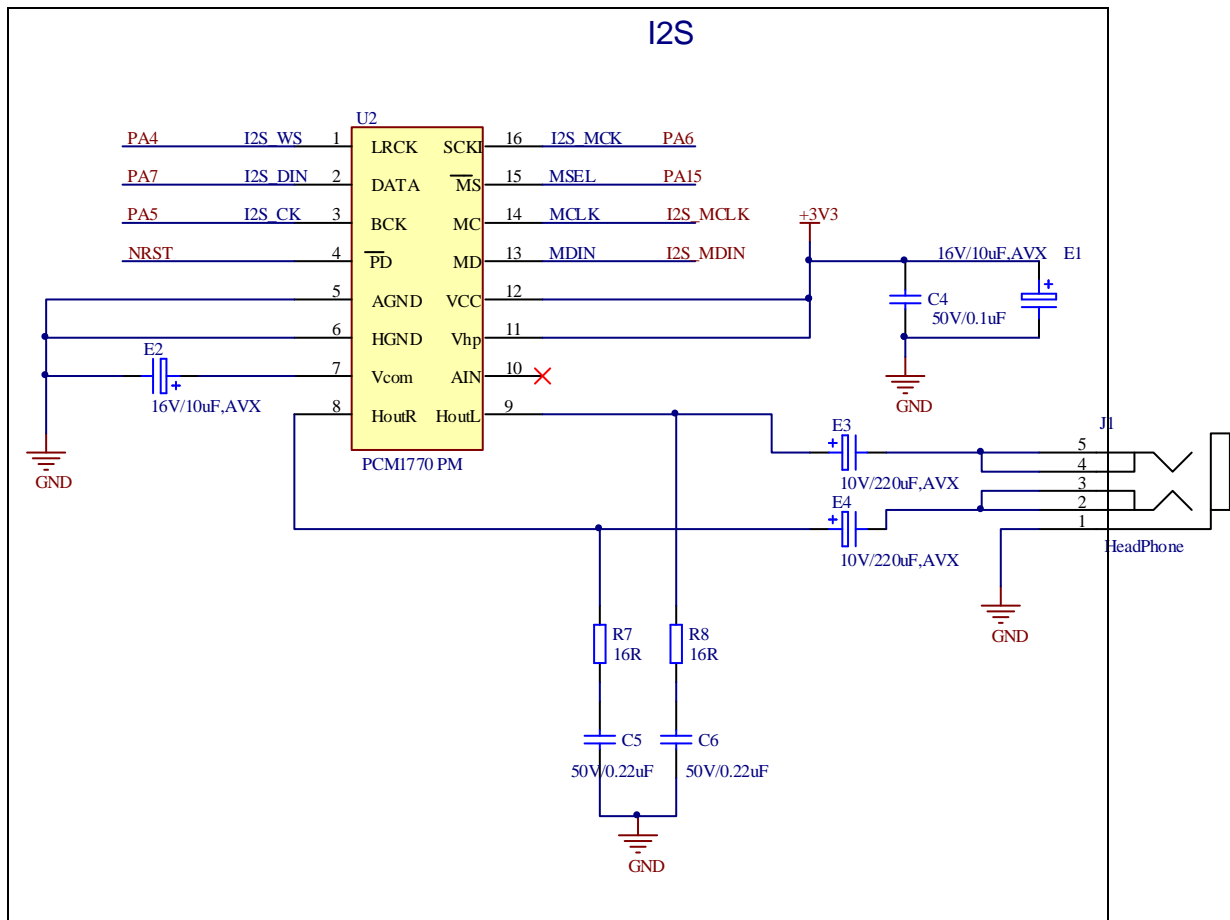 I2S
U2
PA4 I2S_WS 1 LRCK SCKI 16 I2S_MCK PA6
PA7 I2S_DIN 2 DATA MS 15 MSEL PA15
PA5 I2S_CK 3 BCK MC 14 MCLK I2S_MCLK
NRST 4 PD MD 13 MDIN I2S_MDIN
5 AGND VCC 12
6 HGND Vhp 11
7 Vcom AIN 10
8 HoutR HoutL 9
PCM1770 PM
E2
16V/10uF,AVX
GND
+3V3
16V/10uF,AVX E1
C4
50V/0.1uF
GND
E3
10V/220uF,AVX
E4
10V/220uF,AVX
J1
5
4
3
2
1
HeadPhone
GND
R7
16R
R8
16R
C5
50V/0.22uF
C6
50V/0.22uF
GND